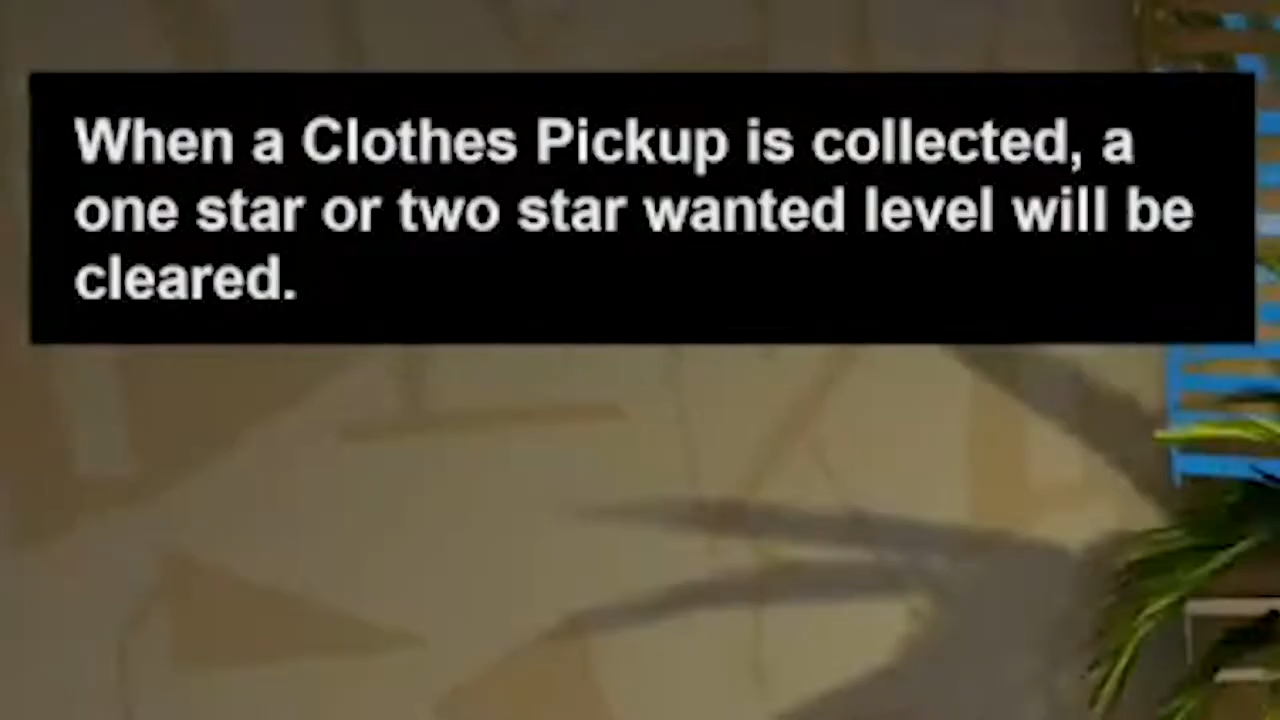 When a Clothes Pickup is collected, a
one star or two star wanted level will be
cleared.